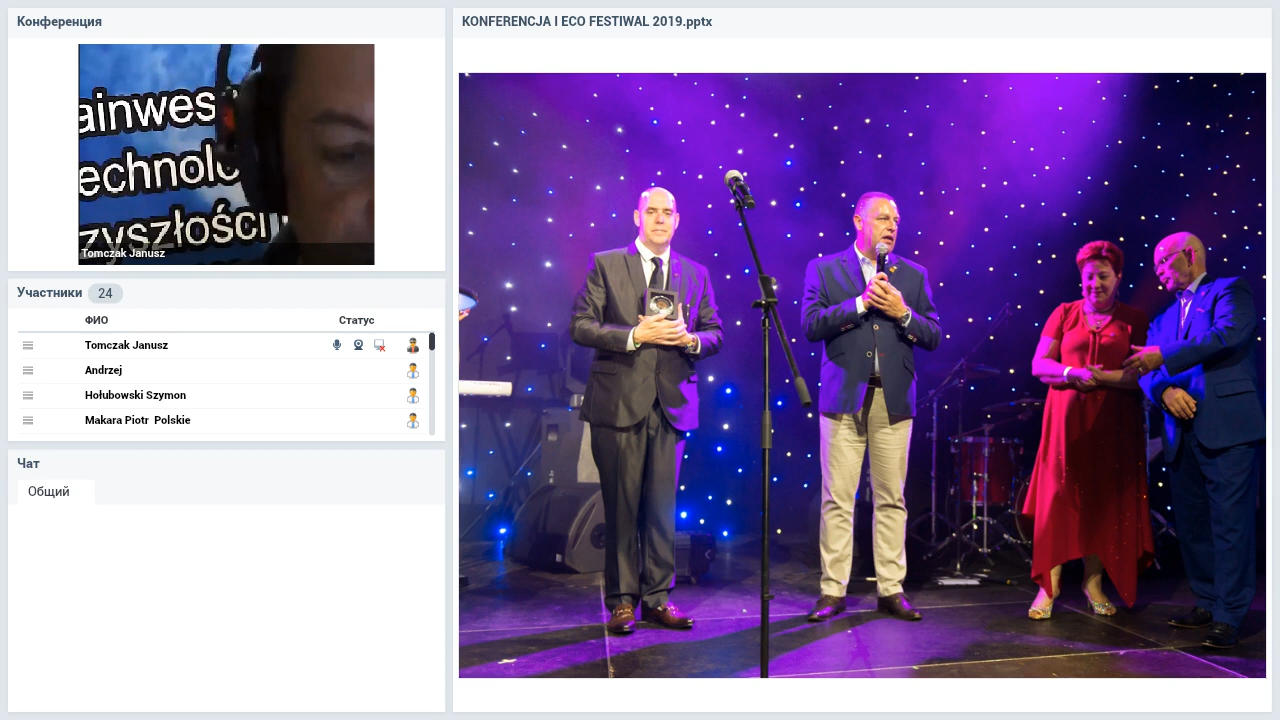 Конференция
ainwes
echnolo
zyszłości
Tomczak Janusz
Участники 24
ФИО Статус
Tomczak Janusz
Andrzej
Hołubowski Szymon
Makara Piotr Polskie
Чат
Общий
KONFERENCJA I ECO FESTIWAL 2019.pptx